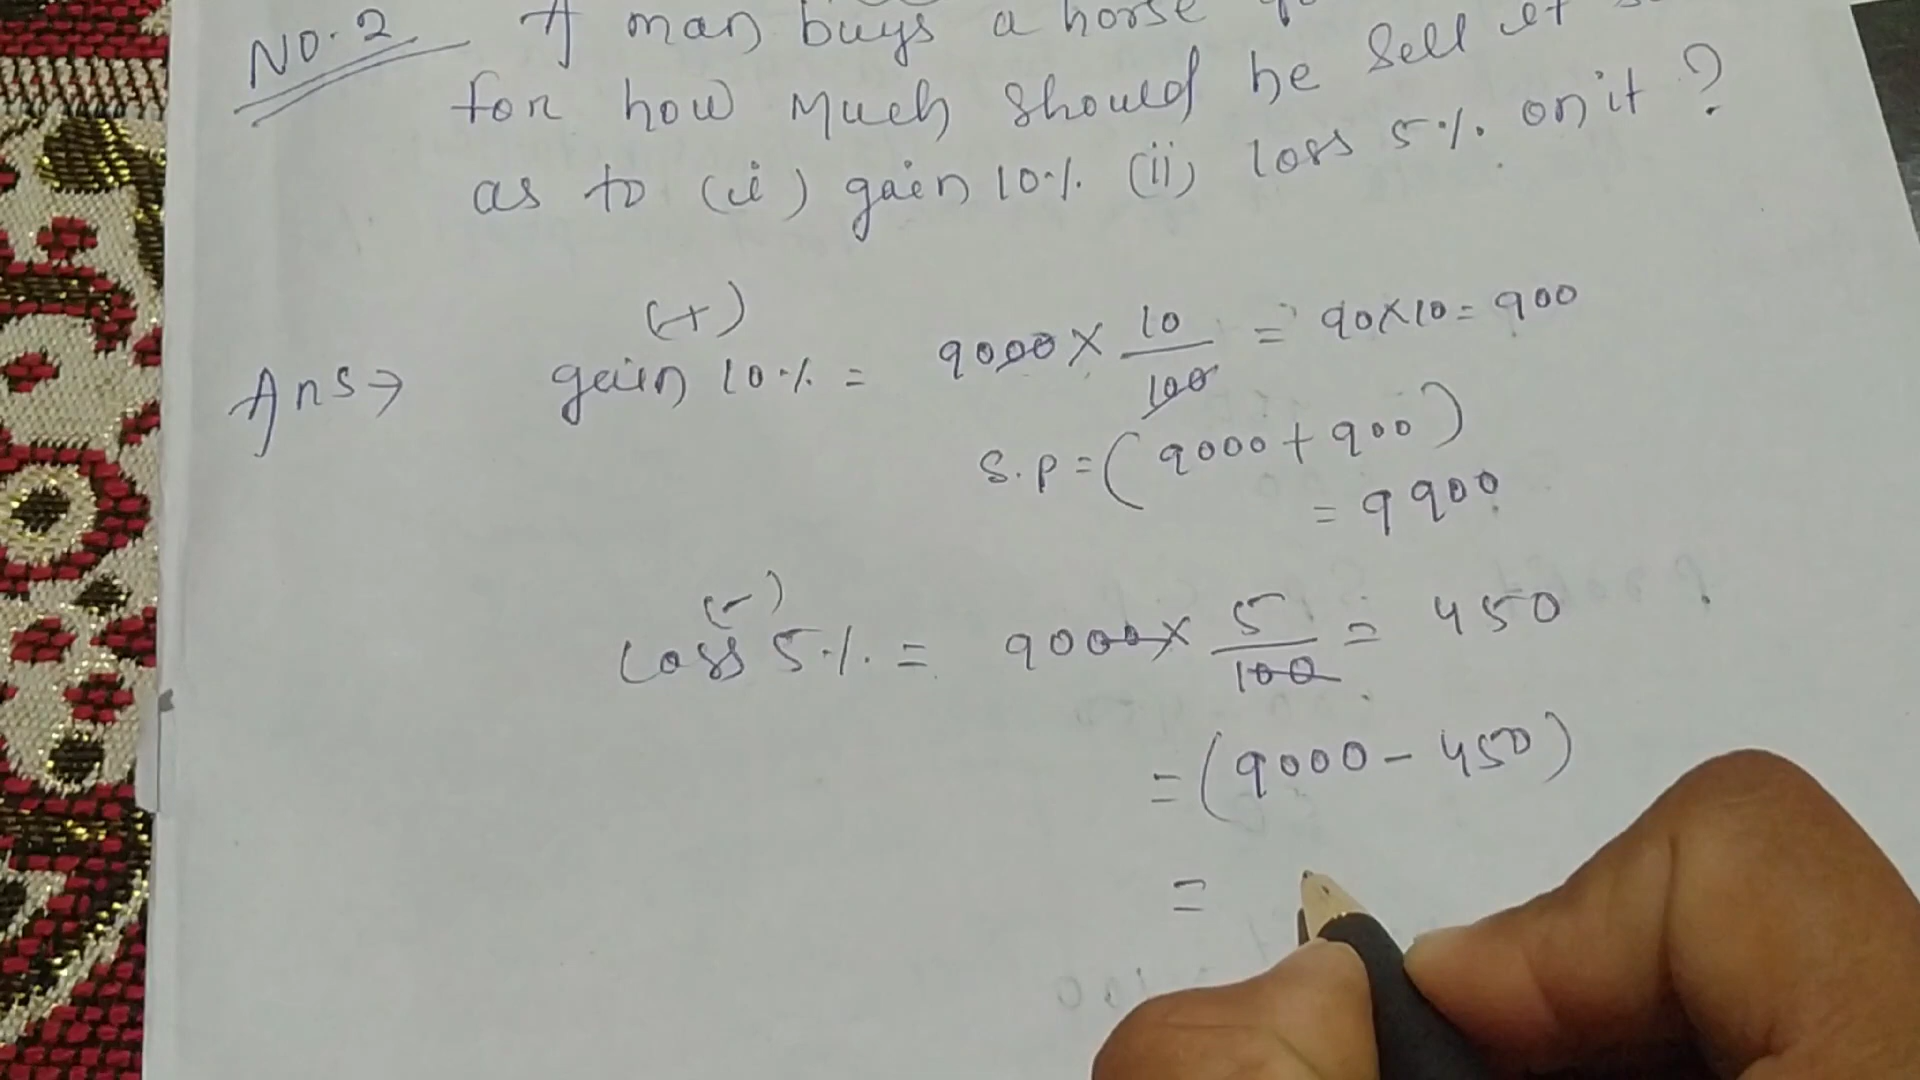 NO.2 A man buys a horse
for how much should he sell it
as to (i) gain 10% (ii) loss 5% on it ?
(+)
Ans → gain 10% = 9000 × 10/100 = 90×10 = 900
S.P = (9000 + 900)
= 9900
(-)
Loss 5% = 9000 × 5/100 = 450
= (9000 - 450)
=